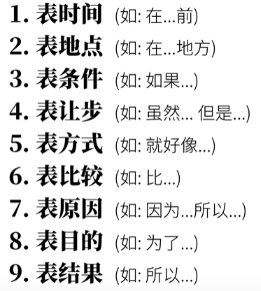 1. 表时间 (如: 在...前)
2. 表地点 (如: 在...地方)
3. 表条件 (如: 如果...)
4. 表让步 (如: 虽然... 但是...)
5. 表方式 (如: 就好像...)
6. 表比较 (如: 比...)
7. 表原因 (如: 因为...所以...)
8. 表目的 (如: 为了...)
9. 表结果 (如: 所以...)